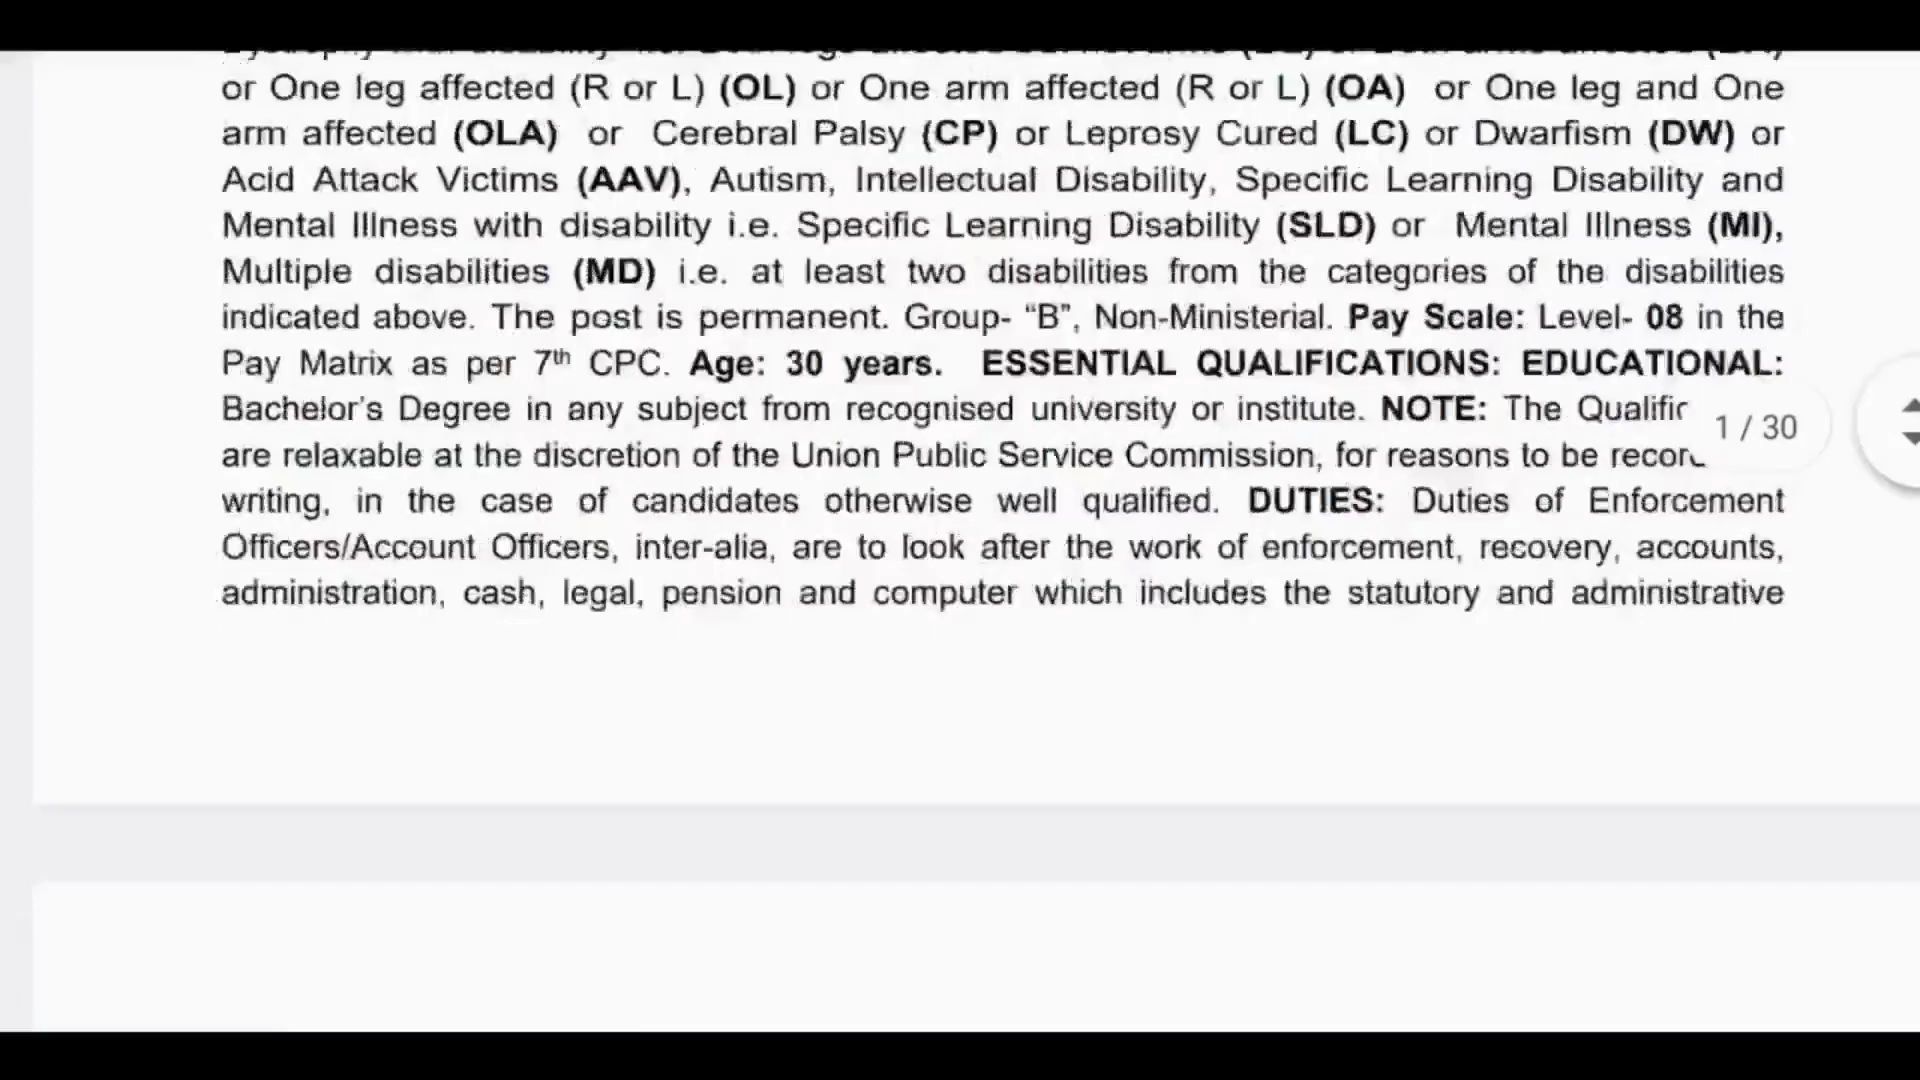 or One leg affected (R or L) (OL) or One arm affected (R or L) (OA) or One leg and One
arm affected (OLA) or Cerebral Palsy (CP) or Leprosy Cured (LC) or Dwarfism (DW) or
Acid Attack Victims (AAV), Autism, Intellectual Disability, Specific Learning Disability and
Mental Illness with disability i.e. Specific Learning Disability (SLD) or Mental Illness (MI),
Multiple disabilities (MD) i.e. at least two disabilities from the categories of the disabilities
indicated above. The post is permanent. Group- “B”, Non-Ministerial. Pay Scale: Level- 08 in the
Pay Matrix as per 7th CPC. Age: 30 years. ESSENTIAL QUALIFICATIONS: EDUCATIONAL:
Bachelor’s Degree in any subject from recognised university or institute. NOTE: The Qualific
1 / 30
are relaxable at the discretion of the Union Public Service Commission, for reasons to be recor
writing, in the case of candidates otherwise well qualified. DUTIES: Duties of Enforcement
Officers/Account Officers, inter-alia, are to look after the work of enforcement, recovery, accounts,
administration, cash, legal, pension and computer which includes the statutory and administrative